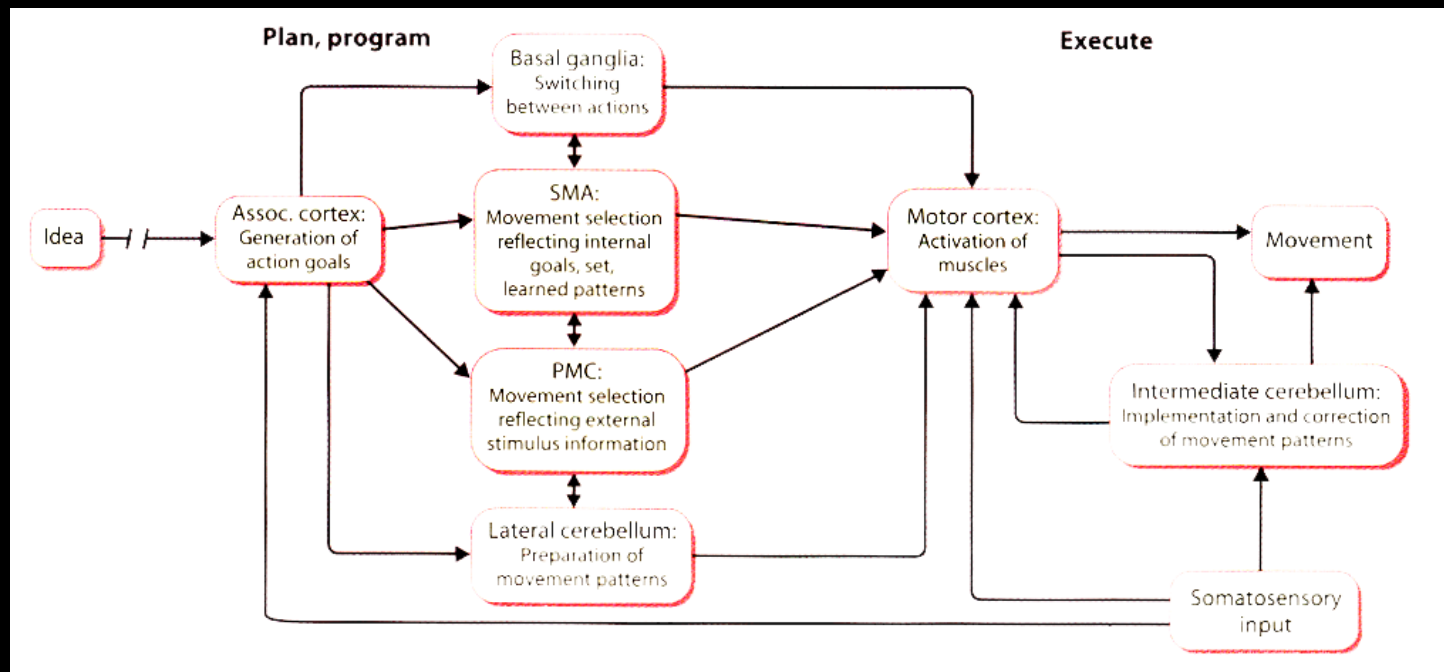 Plan, program
Execute
Basal ganglia:
Switching
between actions
SMA:
Movement selection
reflecting internal
goals, set,
learned patterns
Idea
Assoc. cortex:
Generation of
action goals
Motor cortex:
Activation of
muscles
Movement
PMC:
Movement selection
reflecting external
stimulus information
Intermediate cerebellum:
Implementation and correction
of movement patterns
Lateral cerebellum:
Preparation of
movement patterns
Somatosensory
input